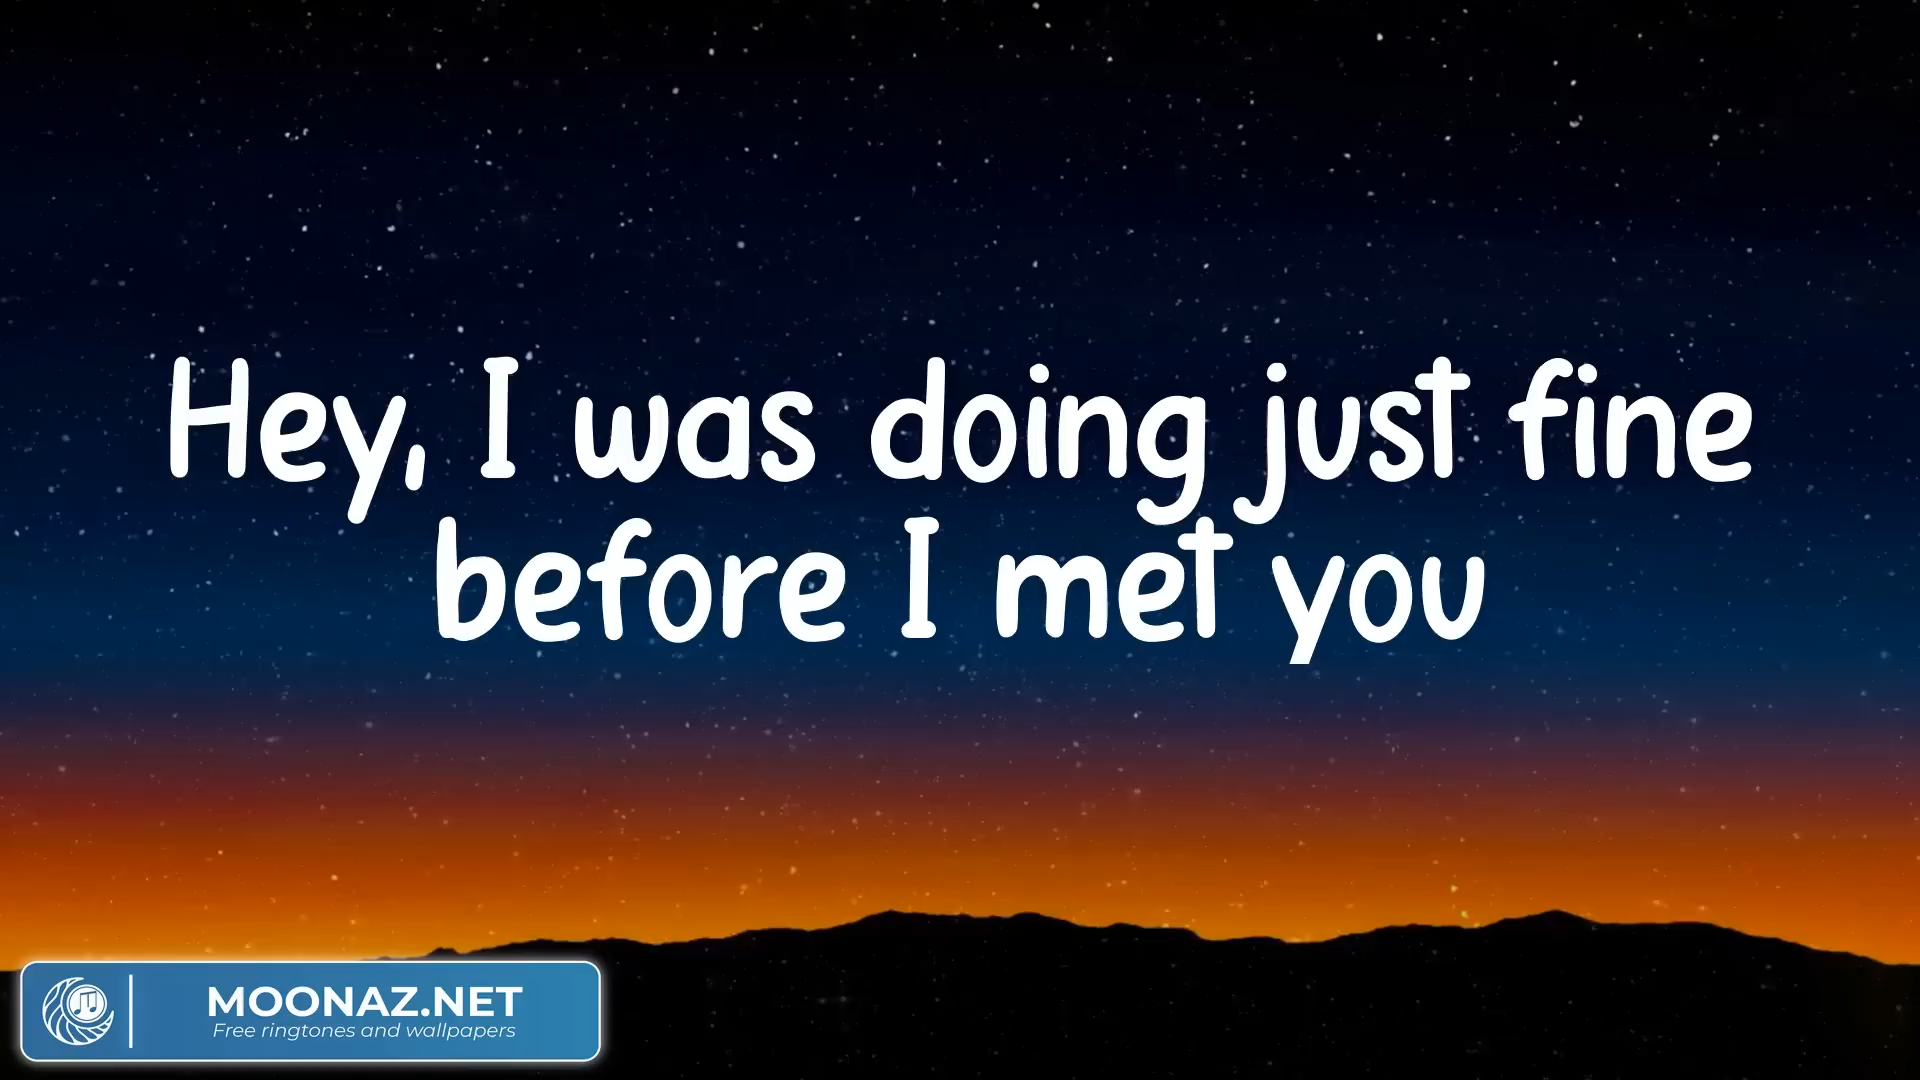 Hey, I was doing just fine
before I met you
MOONAZ.NET
Free ringtones and wallpapers